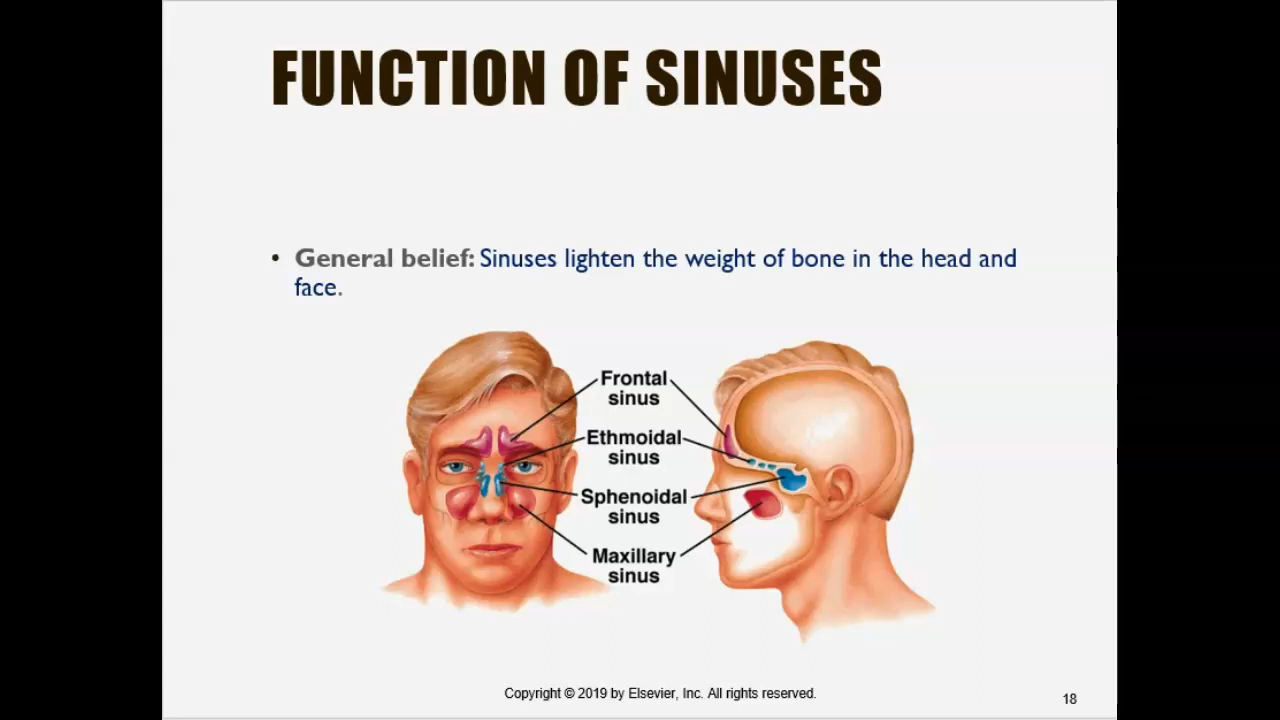 FUNCTION OF SINUSES
• General belief: Sinuses lighten the weight of bone in the head and
face.
Frontal
sinus
Ethmoidal
sinus
Sphenoidal
sinus
Maxillary
sinus
Copyright © 2019 by Elsevier, Inc. All rights reserved.
18